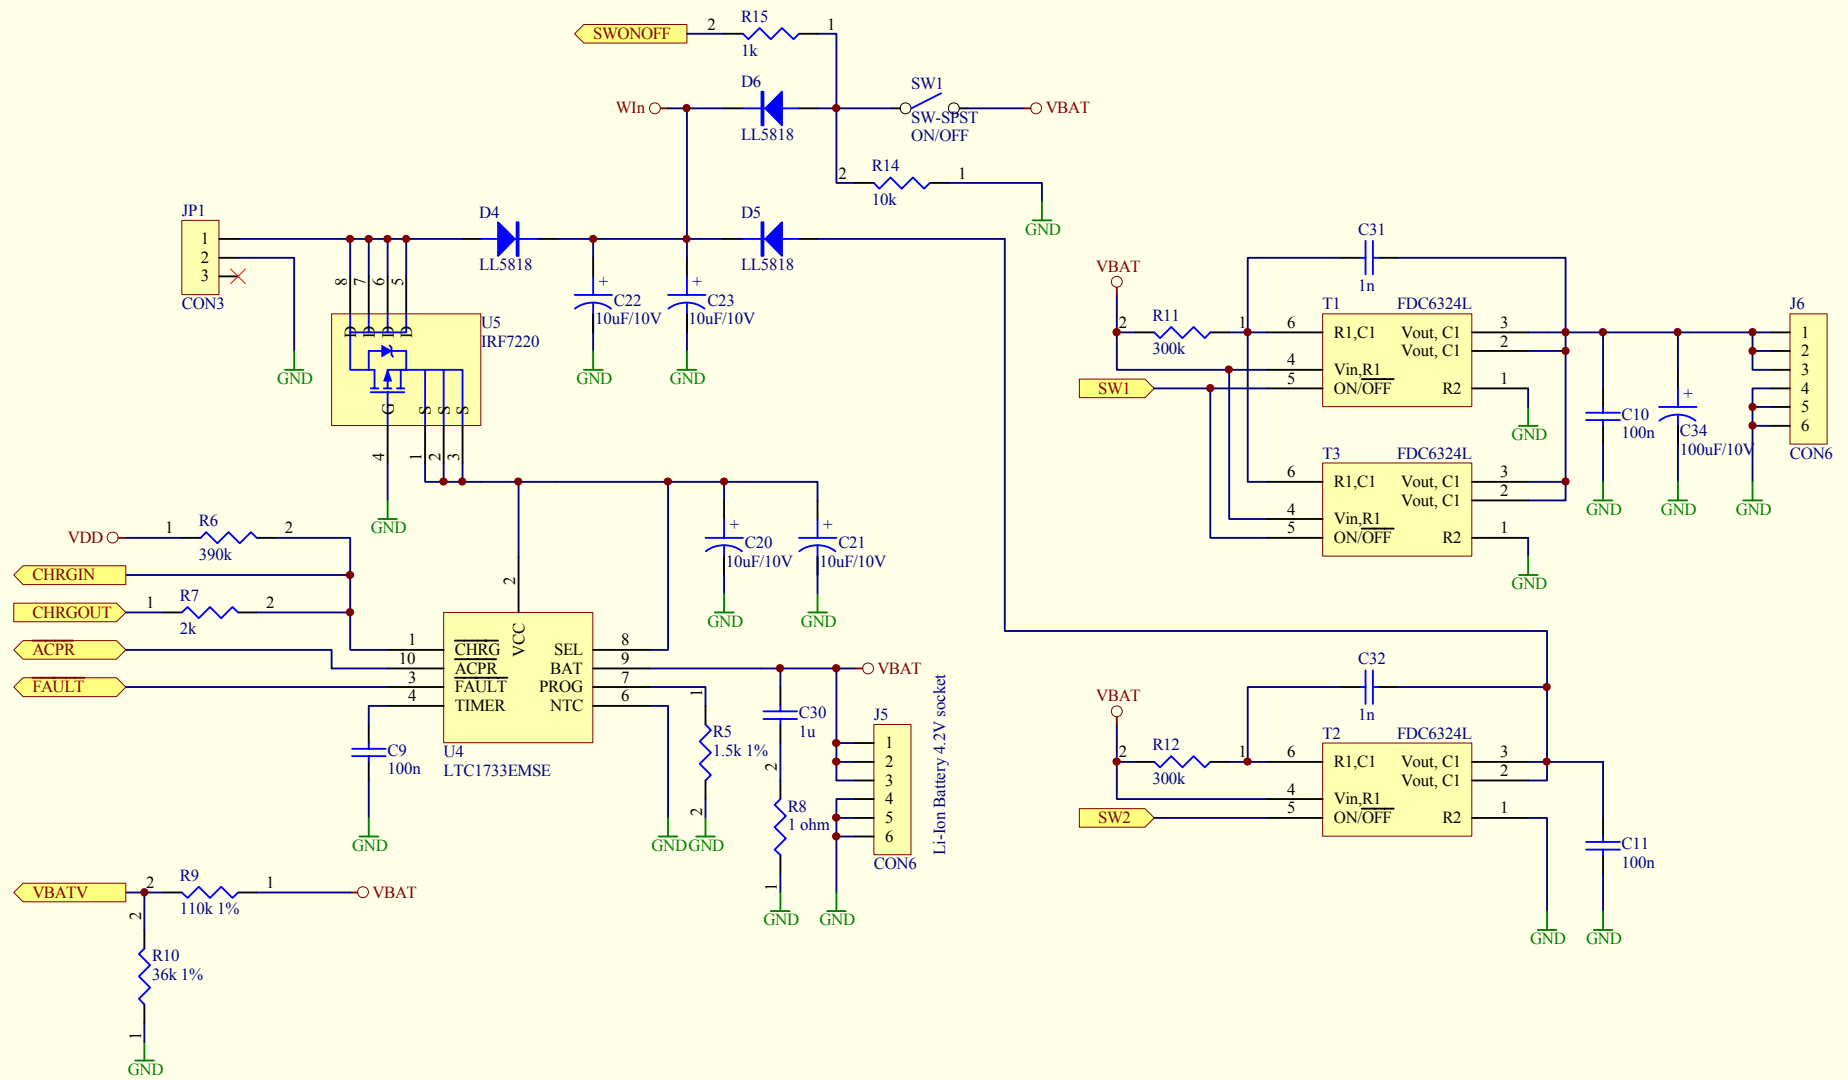 SWONOFF
2
R15
1
1k
D6
WIn
LL5818
SW1
SW-SPST
ON/OFF
VBAT
2
R14
1
10k
GND
JP1
1
2
3
CON3
GND
D4
LL5818
D5
LL5818
+
C22
10uF/10V
GND
+
C23
10uF/10V
GND
8
7
6
5
D
D
D
D
U5
IRF7220
G
S
S
S
4
1
2
3
GND
VDD
1
R6
2
390k
CHRGIN
CHRGOUT
1
R7
2
2k
ACPR
FAULT
1
10
3
4
CHRG
ACPR
FAULT
TIMER
VCC
2
SEL
BAT
PROG
NTC
8
9
7
6
U4
LTC1733EMSE
C9
100n
GND
+
C20
10uF/10V
GND
+
C21
10uF/10V
GND
VBAT
1
R5
1.5k 1%
2
GND
GND
C30
1u
2
R8
1 ohm
1
GND
J5
1
2
3
4
5
6
CON6
GND
Li-Ion Battery 4.2V socket
VBATV
2
R9
1
110k 1%
VBAT
2
R10
36k 1%
1
GND
VBAT
2
R11
1
300k
SW1
C31
1n
T1
FDC6324L
6
R1,C1
4
Vin,R1
5
ON/OFF
Vout, C1
3
Vout, C1
2
R2
1
GND
T3
FDC6324L
6
R1,C1
4
Vin,R1
5
ON/OFF
Vout, C1
3
Vout, C1
2
R2
1
GND
C10
100n
GND
+
C34
100uF/10V
GND
J6
1
2
3
4
5
6
CON6
GND
VBAT
2
R12
1
300k
SW2
C32
1n
T2
FDC6324L
6
R1,C1
4
Vin,R1
5
ON/OFF
Vout, C1
3
Vout, C1
2
R2
1
GND
C11
100n
GND